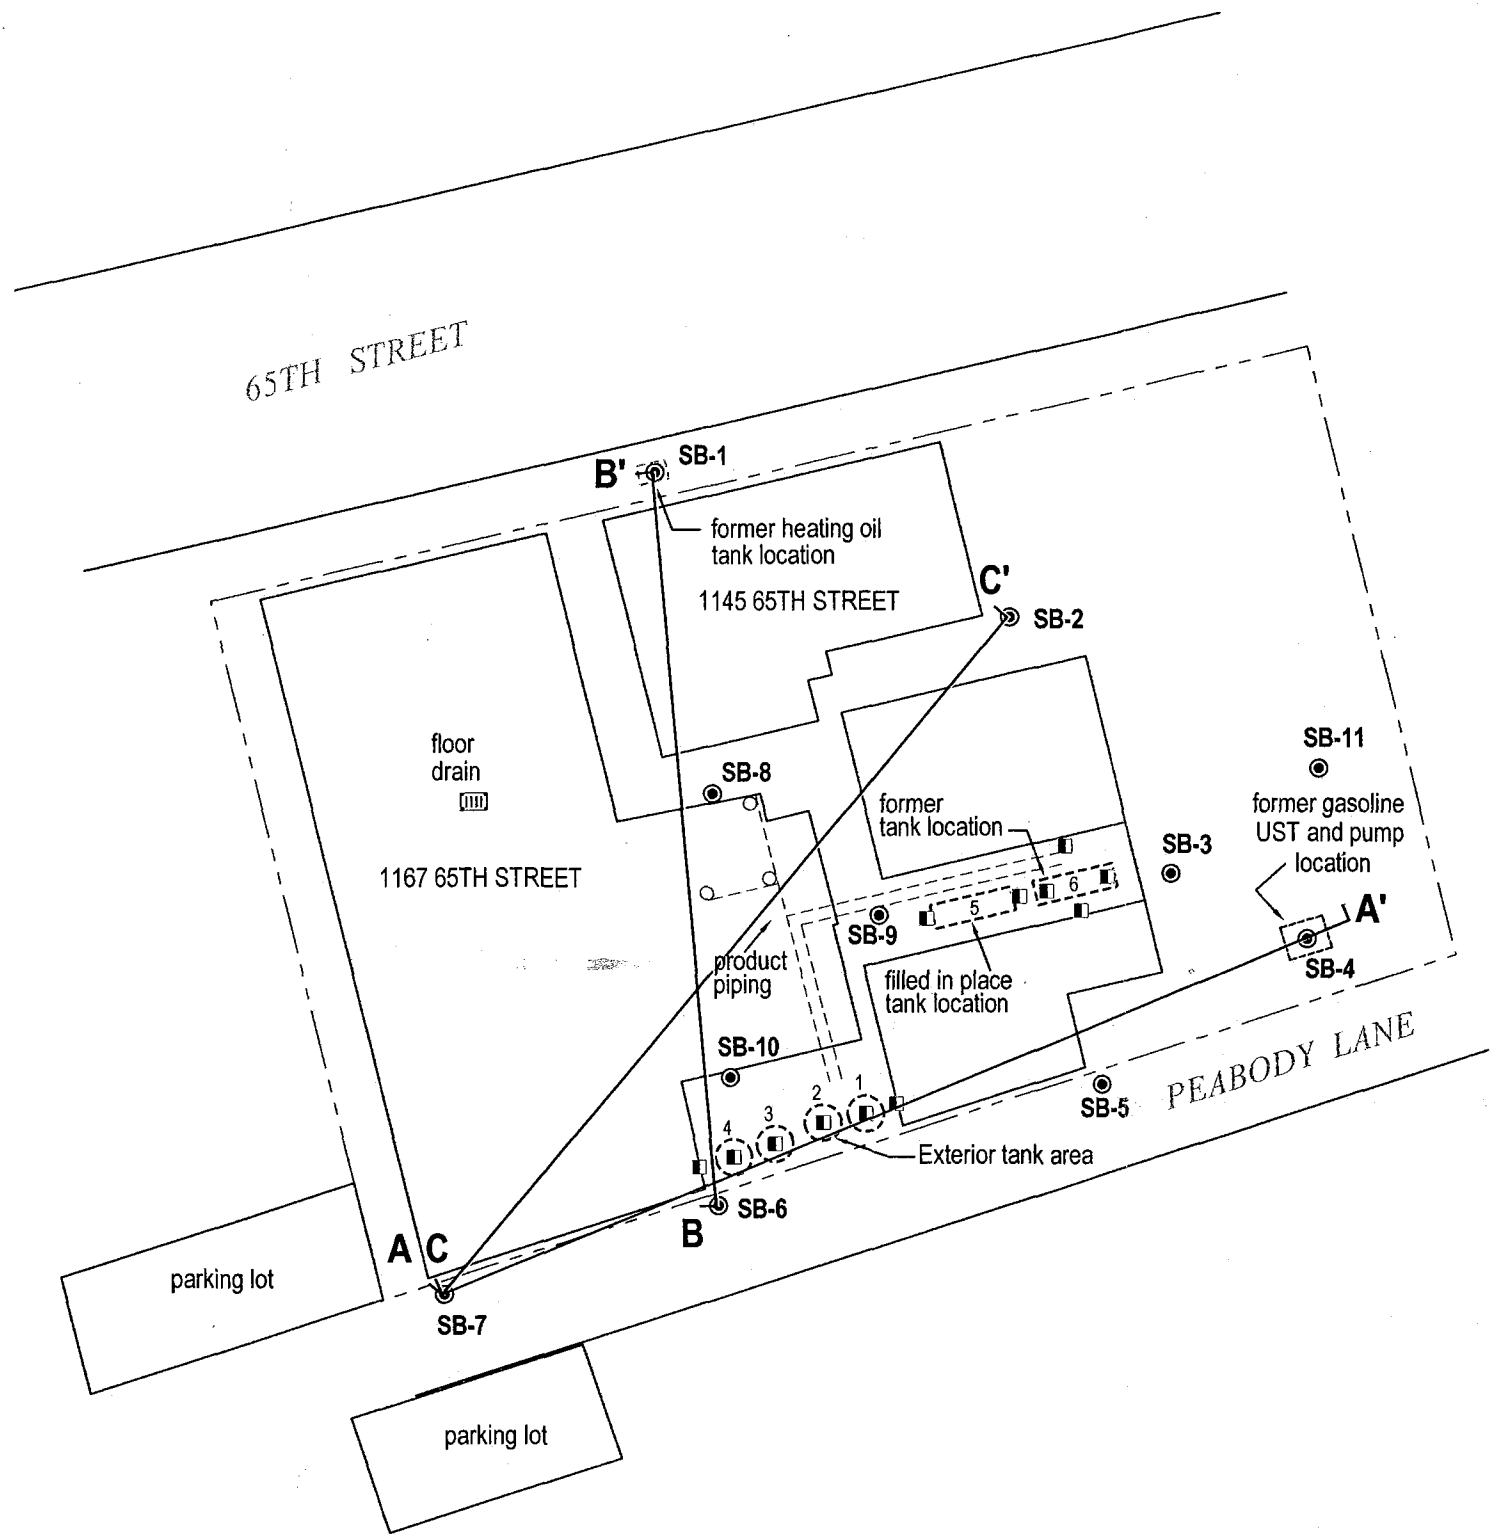 65TH STREET
B'
SB-1
former heating oil
tank location
1145 65TH STREET
C'
SB-2
floor
drain
SB-8
SB-11
former
tank location
former gasoline
UST and pump
location
SB-3
1167 65TH STREET
6
5
A'
SB-9
SB-4
product
piping
filled in place
tank location
SB-10
PEABODY LANE
1
2
3
4
SB-5
Exterior tank area
SB-6
B
A C
parking lot
SB-7
parking lot